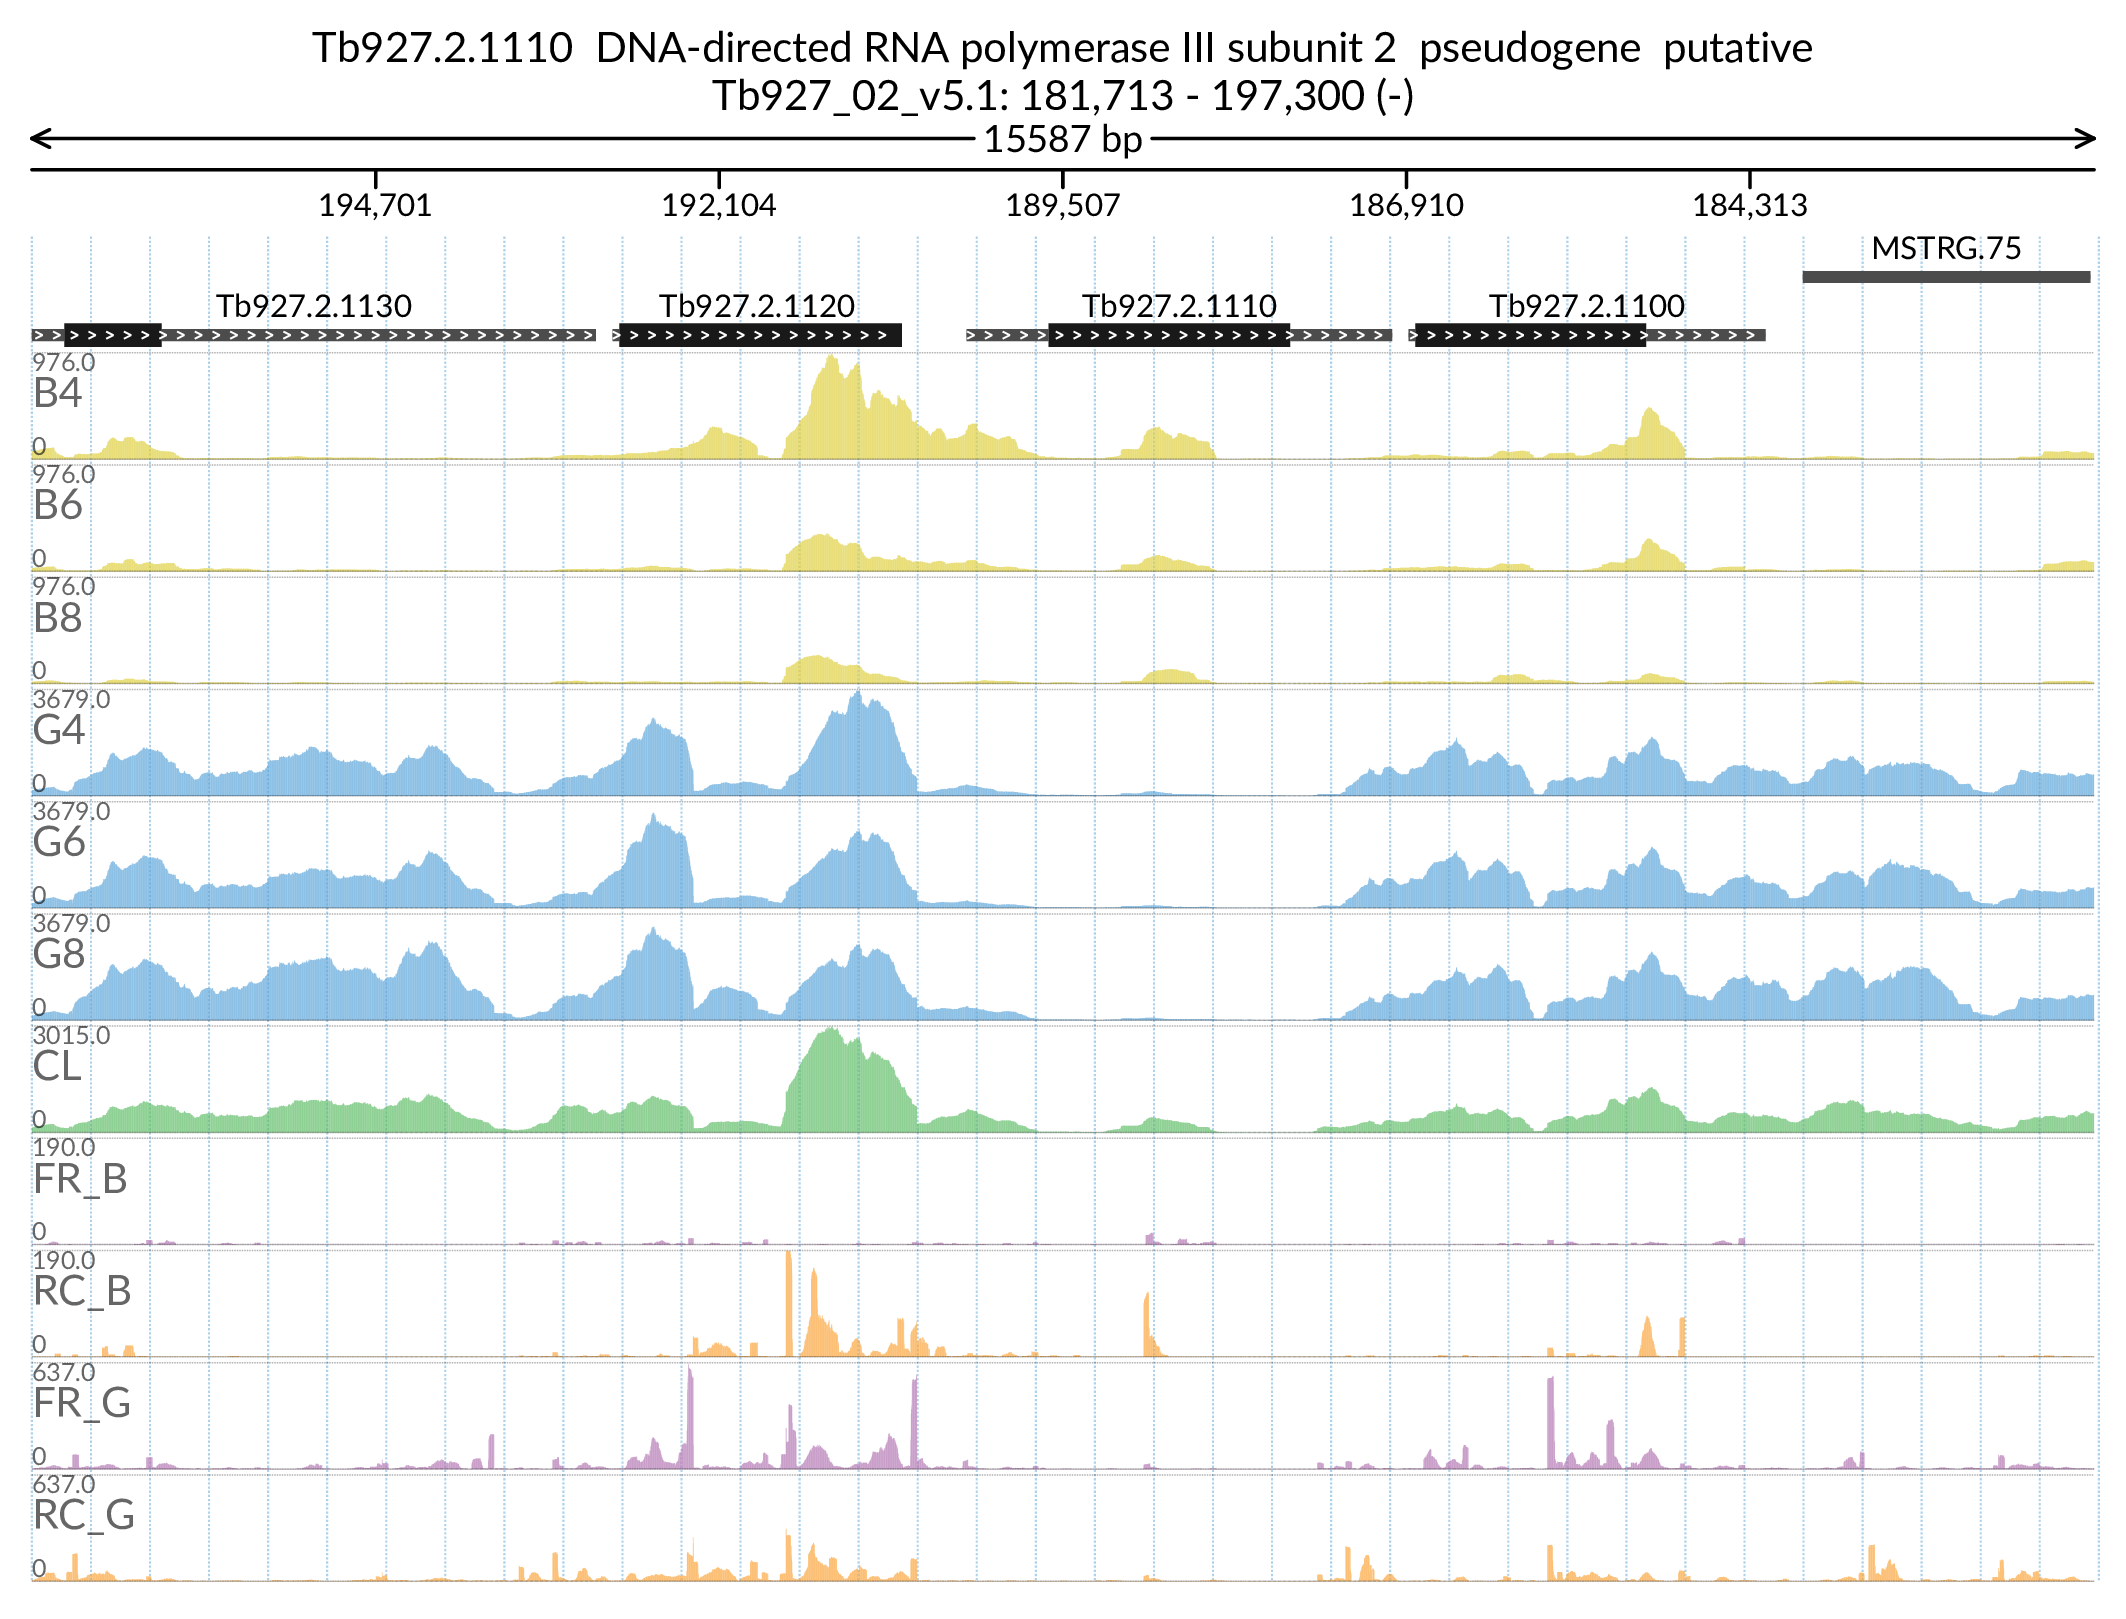 Tb927.2.1110  DNA-directed RNA polymerase III subunit 2  pseudogene  putative
Tb927_02_v5.1: 181,713 - 197,300 (-)
15587 bp
194,701 192,104 189,507 186,910 184,313
MSTRG.75
Tb927.2.1130 Tb927.2.1120 Tb927.2.1110 Tb927.2.1100
976.0
B4
0
976.0
B6
0
976.0
B8
0
3679.0
G4
0
3679.0
G6
0
3679.0
G8
0
3015.0
CL
0
190.0
FR_B
0
190.0
RC_B
0
637.0
FR_G
0
637.0
RC_G
0